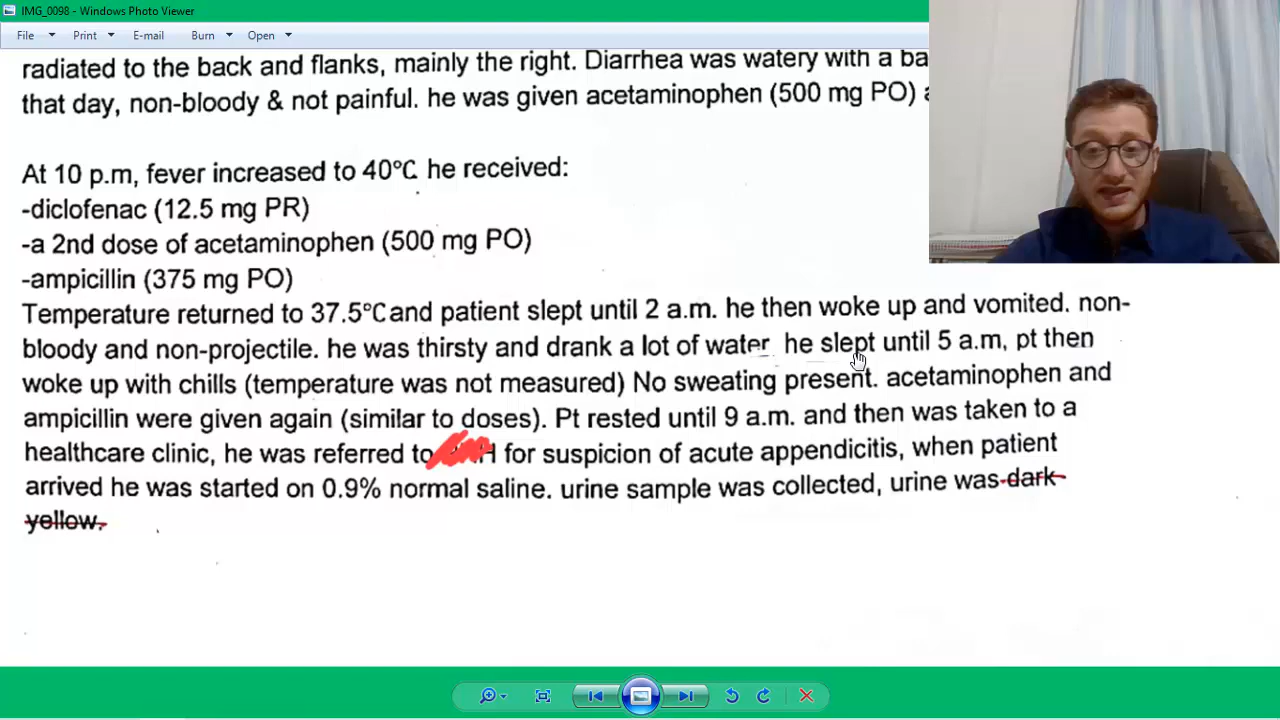 IMG_0098 - Windows Photo Viewer
File Print E-mail Burn Open
radiated to the back and flanks, mainly the right. Diarrhea was watery with a ba
that day, non-bloody & not painful. he was given acetaminophen (500 mg PO) a
At 10 p.m, fever increased to 40°C he received:
-diclofenac (12.5 mg PR)
-a 2nd dose of acetaminophen (500 mg PO)
-ampicillin (375 mg PO)
Temperature returned to 37.5°C and patient slept until 2 a.m. he then woke up and vomited. non-
bloody and non-projectile. he was thirsty and drank a lot of water he slept until 5 a.m, pt then
woke up with chills (temperature was not measured) No sweating present. acetaminophen and
ampicillin were given again (similar to doses). Pt rested until 9 a.m. and then was taken to a
healthcare clinic, he was referred to for suspicion of acute appendicitis, when patient
arrived he was started on 0.9% normal saline. urine sample was collected, urine was dark
yellow.